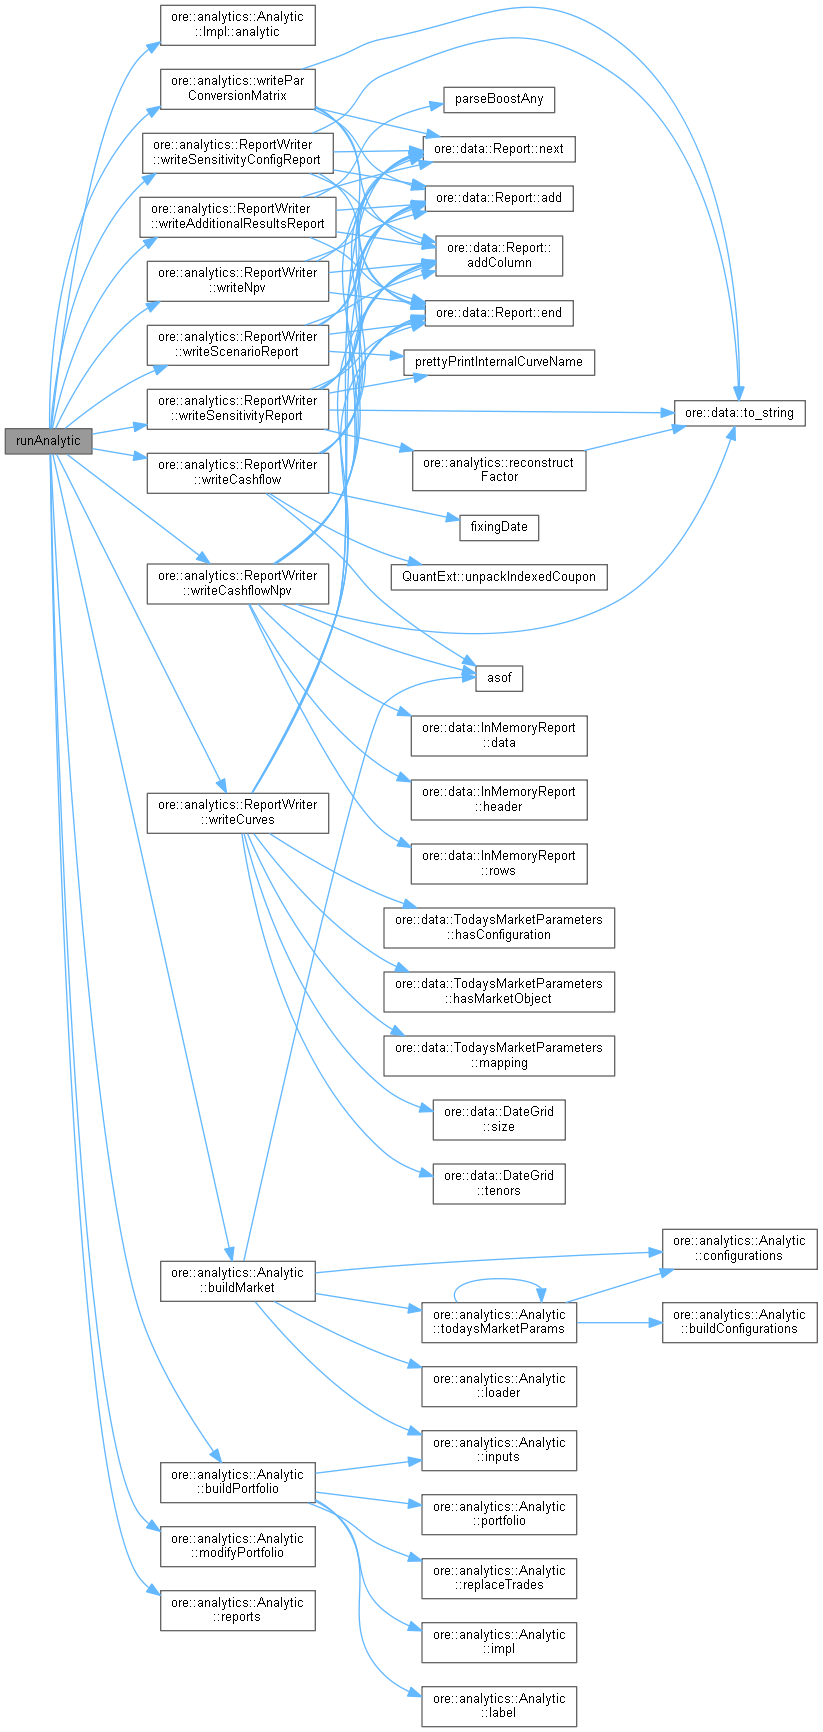 runAnalytic
ore::analytics::Analytic
::Impl::analytic
ore::analytics::writePar
ConversionMatrix
ore::analytics::ReportWriter
::writeSensitivityConfigReport
ore::analytics::ReportWriter
::writeAdditionalResultsReport
ore::analytics::ReportWriter
::writeNpv
ore::analytics::ReportWriter
::writeScenarioReport
ore::analytics::ReportWriter
::writeSensitivityReport
ore::analytics::ReportWriter
::writeCashflow
ore::analytics::ReportWriter
::writeCashflowNpv
ore::analytics::ReportWriter
::writeCurves
ore::analytics::Analytic
::buildMarket
ore::analytics::Analytic
::buildPortfolio
ore::analytics::Analytic
::modifyPortfolio
ore::analytics::Analytic
::reports
parseBoostAny
ore::data::Report::next
ore::data::Report::add
ore::data::Report::
addColumn
ore::data::Report::end
prettyPrintInternalCurveName
ore::analytics::reconstruct
Factor
fixingDate
QuantExt::unpackIndexedCoupon
asof
ore::data::InMemoryReport
::data
ore::data::InMemoryReport
::header
ore::data::InMemoryReport
::rows
ore::data::TodaysMarketParameters
::hasConfiguration
ore::data::TodaysMarketParameters
::hasMarketObject
ore::data::TodaysMarketParameters
::mapping
ore::data::DateGrid
::size
ore::data::DateGrid
::tenors
ore::analytics::Analytic
::todaysMarketParams
ore::analytics::Analytic
::loader
ore::analytics::Analytic
::inputs
ore::analytics::Analytic
::portfolio
ore::analytics::Analytic
::replaceTrades
ore::analytics::Analytic
::impl
ore::analytics::Analytic
::label
ore::data::to_string
ore::analytics::Analytic
::configurations
ore::analytics::Analytic
::buildConfigurations